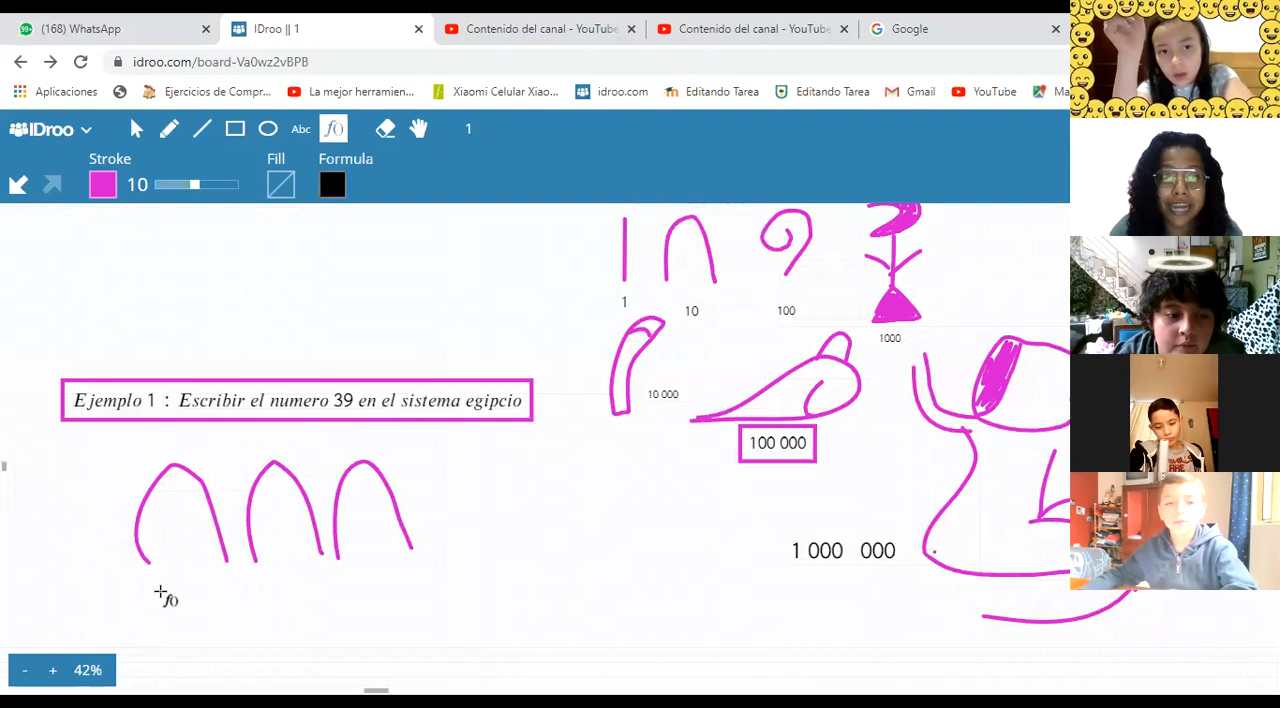 (168) WhatsApp
IDroo || 1
Contenido del canal - YouTube
Contenido del canal - YouTube
Google
idroo.com/board-Va0wz2vBPB
Aplicaciones
Ejercicios de Compr...
La mejor herramien...
Xiaomi Celular Xiao...
idroo.com
Editando Tarea
Editando Tarea
Gmail
YouTube
IDroo
Abc
f()
1
Stroke
Fill
Formula
10
1
10
100
1000
10 000
100 000
1 000 000
Ejemplo 1 : Escribir el numero 39 en el sistema egipcio
f()
- + 42%